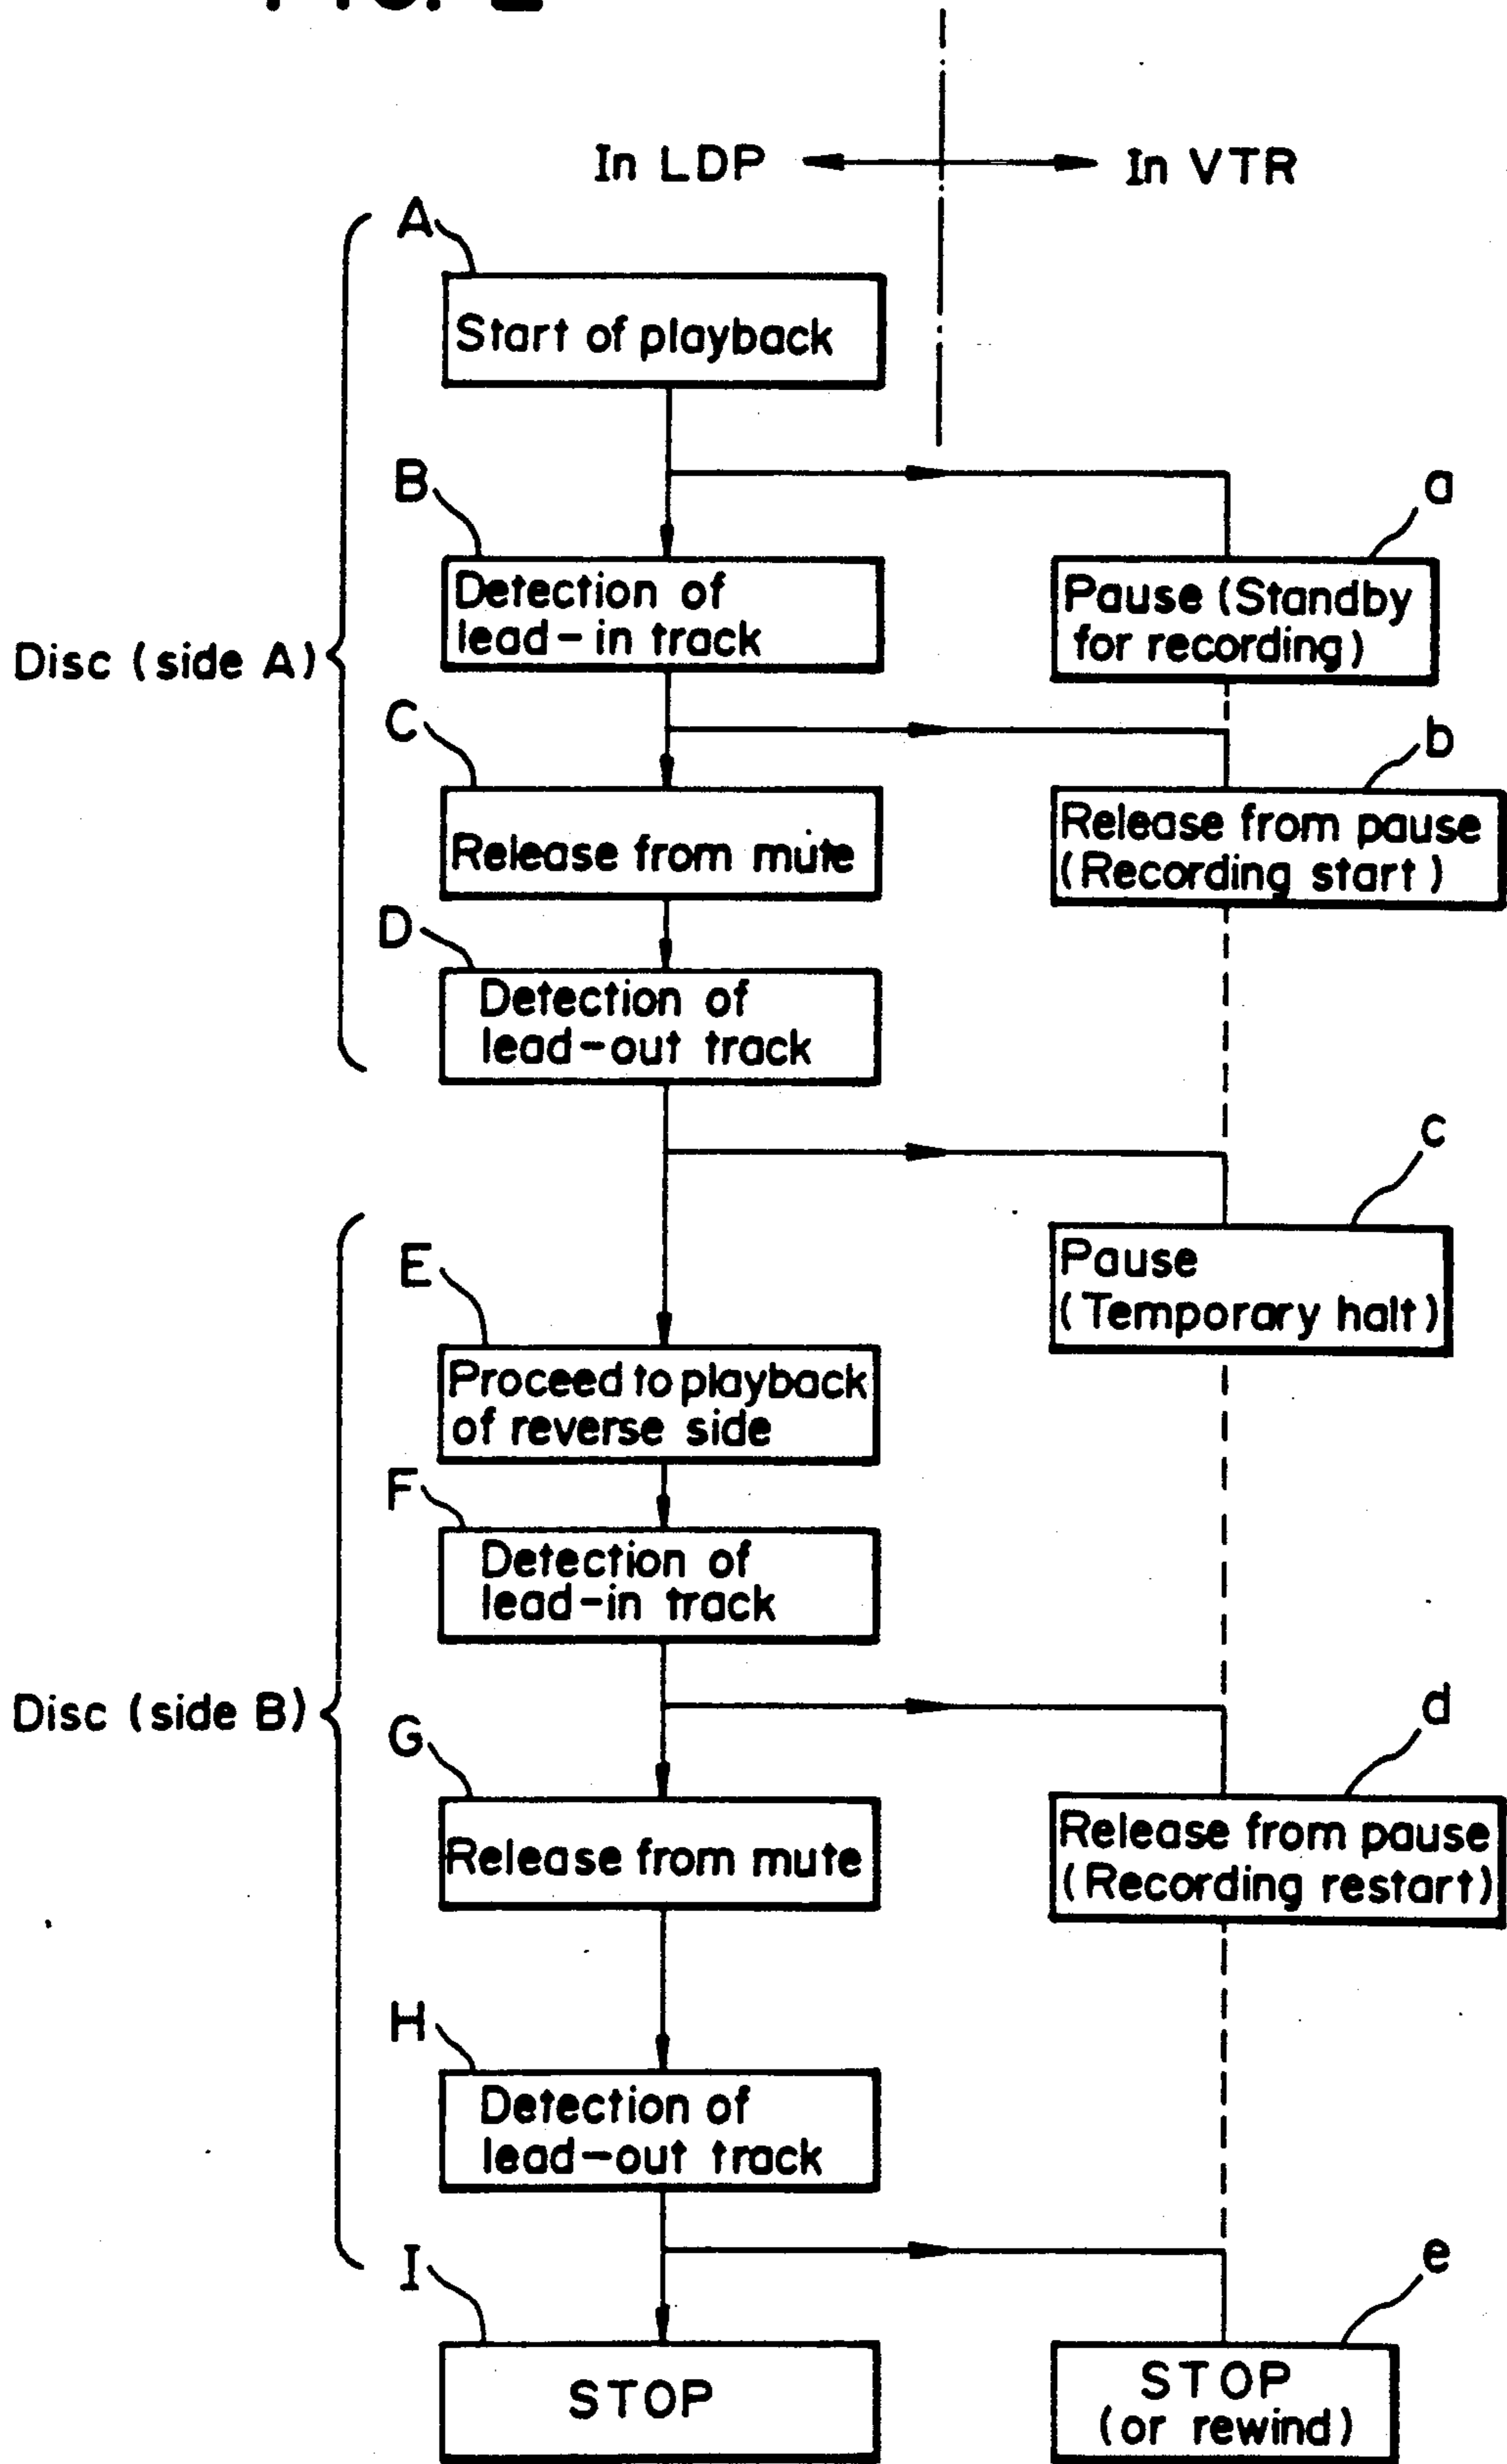 In LDP
In VTR
A
Start of playback
B
a
Detection of
lead-in track
Pause (Standby
for recording)
Disc (side A)
C
b
Release from mute
Release from pause
(Recording start)
D
Detection of
lead-out track
c
Pause
(Temporary halt)
E
Proceed to playback
of reverse side
F
Detection of
lead-in track
Disc (side B)
d
G
Release from mute
Release from pause
(Recording restart)
H
Detection of
lead-out track
I
e
STOP
STOP
(or rewind)